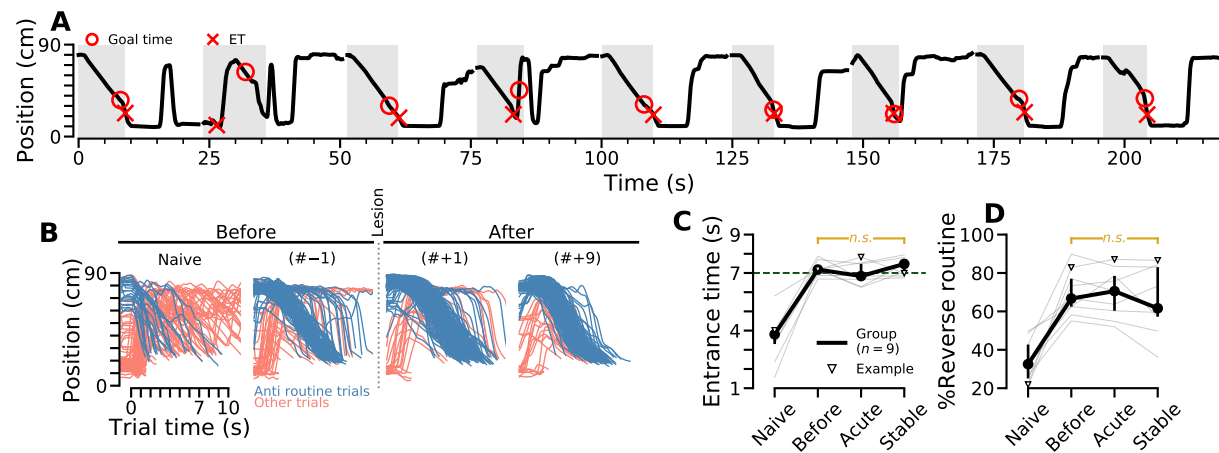 A
Goal time
ET
Position (cm)
90
0
0
25
50
75
100
125
150
175
200
Time (s)
B
Before
Lesion
After
Naive
(#−1)
(#+1)
(#+9)
Position (cm)
90
0
Anti routine trials
Other trials
0
7
10
Trial time (s)
C
Entrance time (s)
9
7
4
1
n.s.
Group
(n = 9)
Example
Naive
Before
Acute
Stable
D
%Reverse routine
100
80
60
40
20
n.s.
Naive
Before
Acute
Stable